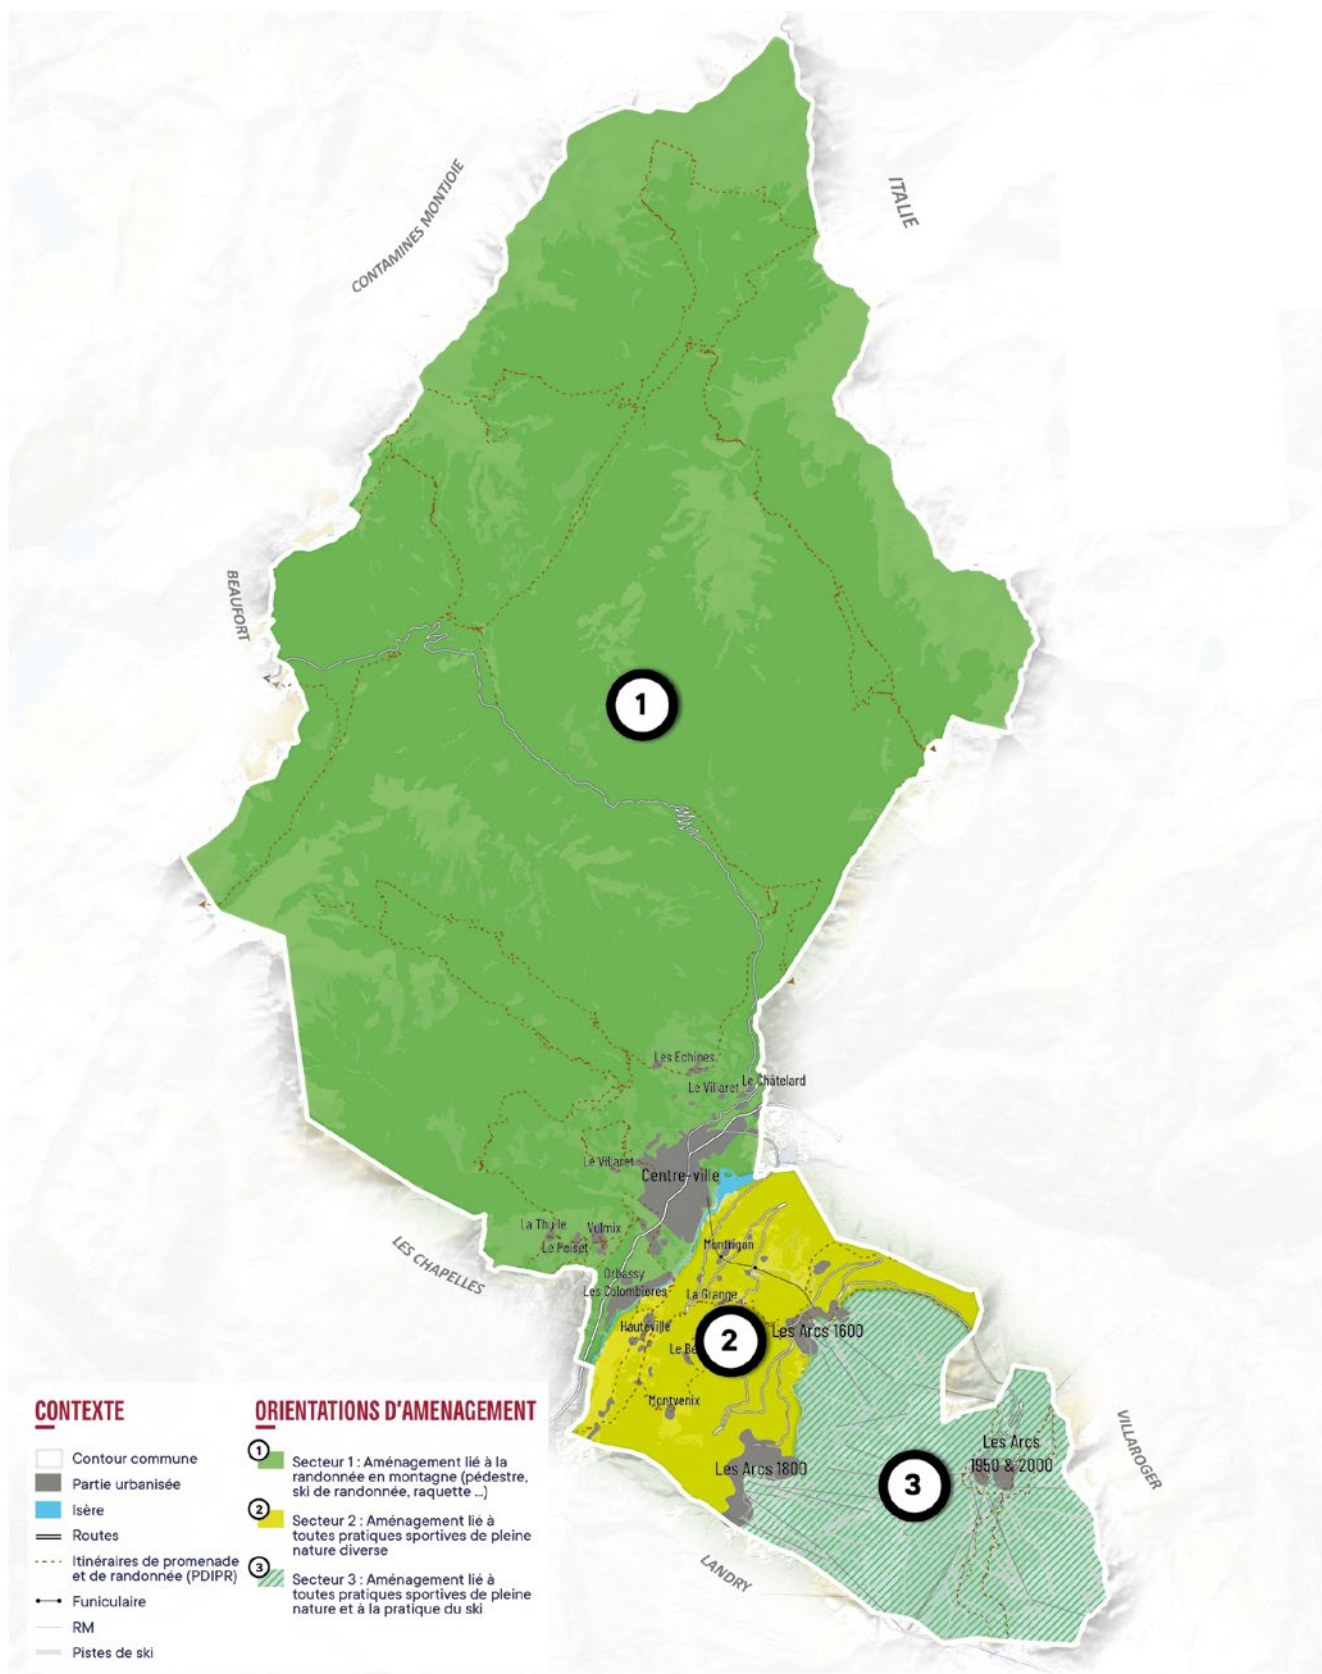 CONTAMINES MONTJOIE
ITALIE
BEAUFORT
1
Les Echines
Le Villaret
Le Châtelard
Le Villaret
Centre-ville
La Thuile
Vulmix
Le Poiset
Montrigon
LES CHAPELLES
Orbassy
Les Colombières
La Grange
Hauteville
2
Les Arcs 1600
Le Be
Montvenix
Les Arcs 1800
3
Les Arcs
1950 & 2000
VILLAROGER
LANDRY
CONTEXTE
Contour commune
Partie urbanisée
Isère
Routes
Itinéraires de promenade
et de randonnée (PDIPR)
Funiculaire
RM
Pistes de ski
ORIENTATIONS D'AMENAGEMENT
1
Secteur 1 : Aménagement lié à la
randonnée en montagne (pédestre,
ski de randonnée, raquette ...)
2
Secteur 2 : Aménagement lié à
toutes pratiques sportives de pleine
nature diverse
3
Secteur 3 : Aménagement lié à
toutes pratiques sportives de pleine
nature et à la pratique du ski